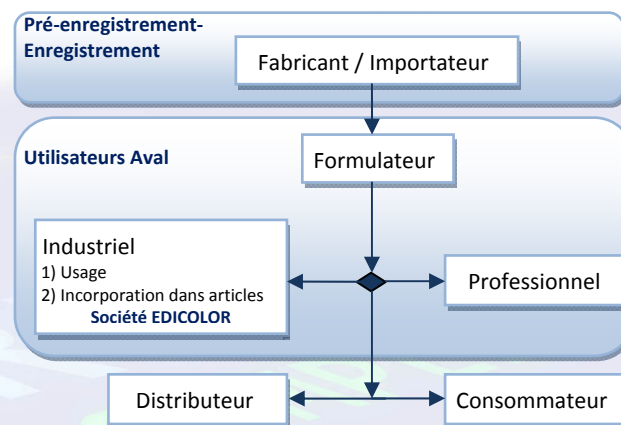 Pré-enregistrement-
Enregistrement
Fabricant / Importateur
Utilisateurs Aval
Formulateur
Industriel
1) Usage
2) Incorporation dans articles
Société EDICOLOR
Professionnel
Distributeur
Consommateur